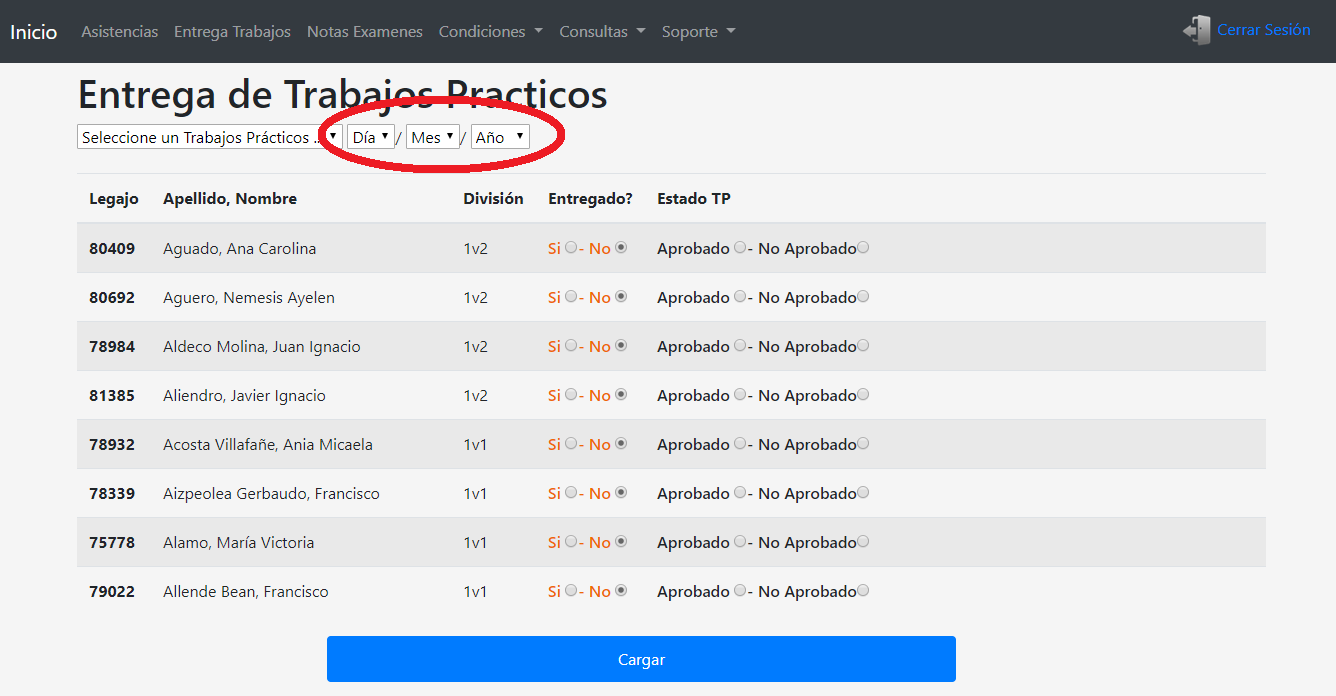 Inicio Asistencias Entrega Trabajos Notas Examenes Condiciones Consultas Soporte Cerrar Sesión
Entrega de Trabajos Practicos
Seleccione un Trabajos Prácticos .. Día / Mes / Año
Legajo Apellido, Nombre División Entregado? Estado TP
80409 Aguado, Ana Carolina 1v2 Si - No Aprobado - No Aprobado
80692 Aguero, Nemesis Ayelen 1v2 Si - No Aprobado - No Aprobado
78984 Aldeco Molina, Juan Ignacio 1v2 Si - No Aprobado - No Aprobado
81385 Aliendro, Javier Ignacio 1v2 Si - No Aprobado - No Aprobado
78932 Acosta Villafañe, Ania Micaela 1v1 Si - No Aprobado - No Aprobado
78339 Aizpeolea Gerbaudo, Francisco 1v1 Si - No Aprobado - No Aprobado
75778 Alamo, María Victoria 1v1 Si - No Aprobado - No Aprobado
79022 Allende Bean, Francisco 1v1 Si - No Aprobado - No Aprobado
Cargar